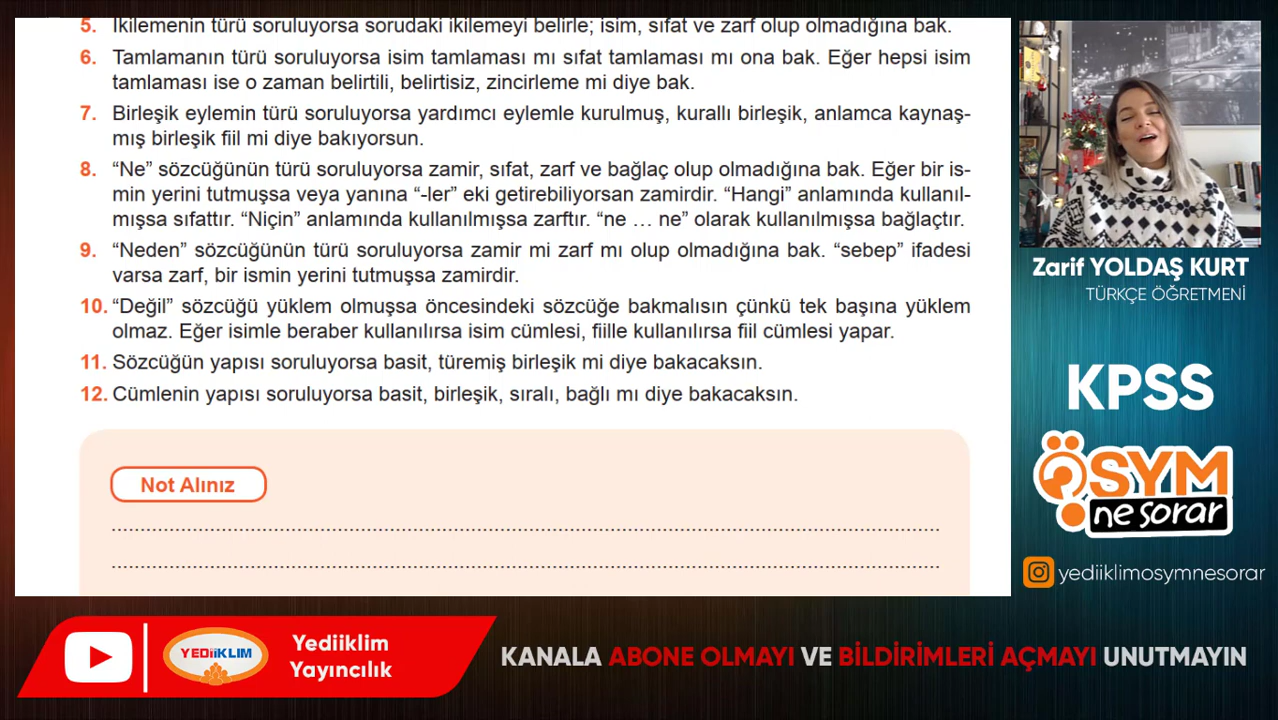 5. İkilemenin türü soruluyorsa sorudaki ikilemeyi belirle; isim, sıfat ve zarf olup olmadığına bak.
6. Tamlamanın türü soruluyorsa isim tamlaması mı sıfat tamlaması mı ona bak. Eğer hepsi isim
tamlaması ise o zaman belirtili, belirtisiz, zincirleme mi diye bak.
7. Birleşik eylemin türü soruluyorsa yardımcı eylemle kurulmuş, kurallı birleşik, anlamca kaynaş-
mış birleşik fiil mi diye bakıyorsun.
8. “Ne” sözcüğünün türü soruluyorsa zamir, sıfat, zarf ve bağlaç olup olmadığına bak. Eğer bir is-
min yerini tutmuşsa veya yanına “-ler” eki getirebiliyorsan zamirdir. “Hangi” anlamında kullanıl-
mışsa sıfattır. “Niçin” anlamında kullanılmışsa zarftır. “ne … ne” olarak kullanılmışsa bağlaçtır.
9. “Neden” sözcüğünün türü soruluyorsa zamir mi zarf mı olup olmadığına bak. “sebep” ifadesi
varsa zarf, bir ismin yerini tutmuşsa zamirdir.
10. “Değil” sözcüğü yüklem olmuşsa öncesindeki sözcüğe bakmalısın çünkü tek başına yüklem
olmaz. Eğer isimle beraber kullanılırsa isim cümlesi, fiille kullanılırsa fiil cümlesi yapar.
11. Sözcüğün yapısı soruluyorsa basit, türemiş birleşik mi diye bakacaksın.
12. Cümlenin yapısı soruluyorsa basit, birleşik, sıralı, bağlı mı diye bakacaksın.
Not Alınız
Zarif YOLDAŞ KURT
TÜRKÇE ÖĞRETMENİ
KPSS
ÖSYM
ne sorar
yediiklimosymnesorar
YEDİİKLİM
Yediiklim
Yayıncılık
KANALA ABONE OLMAYI VE BİLDİRİMLERİ AÇMAYI UNUTMAYIN